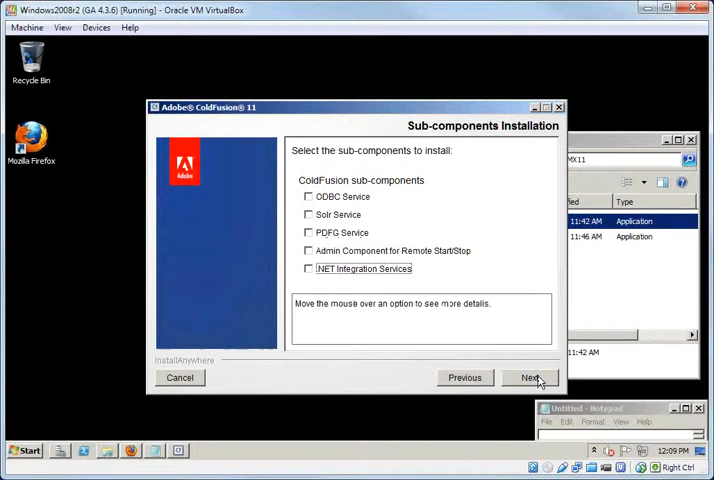 Windows2008r2 (GA 4.3.6) [Running] - Oracle VM VirtualBox
Machine View Devices Help
Recycle Bin
Mozilla Firefox
Adobe® ColdFusion® 11
Sub-components Installation
Adobe
Select the sub-components to install:
ColdFusion sub-components
ODBC Service
Solr Service
PDFG Service
Admin Component for Remote Start/Stop
.NET Integration Services
Move the mouse over an option to see more details.
InstallAnywhere
Cancel
Previous
Next
MX11
Type
11:42 AM Application
11:46 AM Application
11:42 AM
Untitled - Notepad
File Edit Format View Help
Start
12:09 PM
Right Ctrl